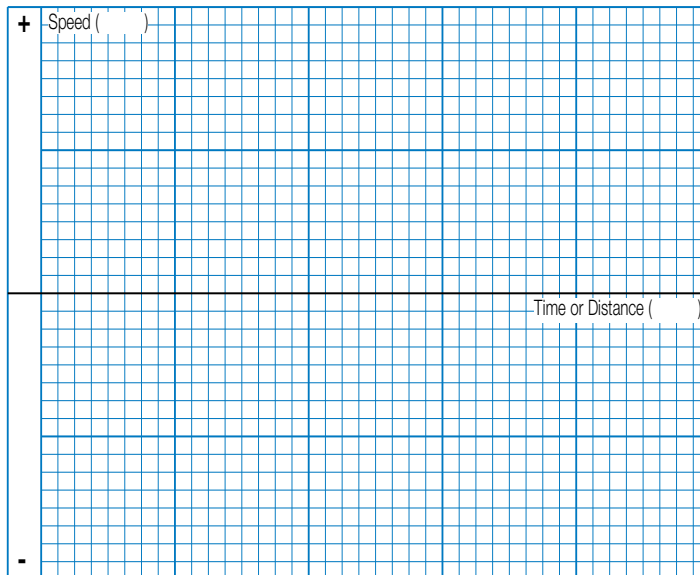 + Speed ( )
Time or Distance ( )
-